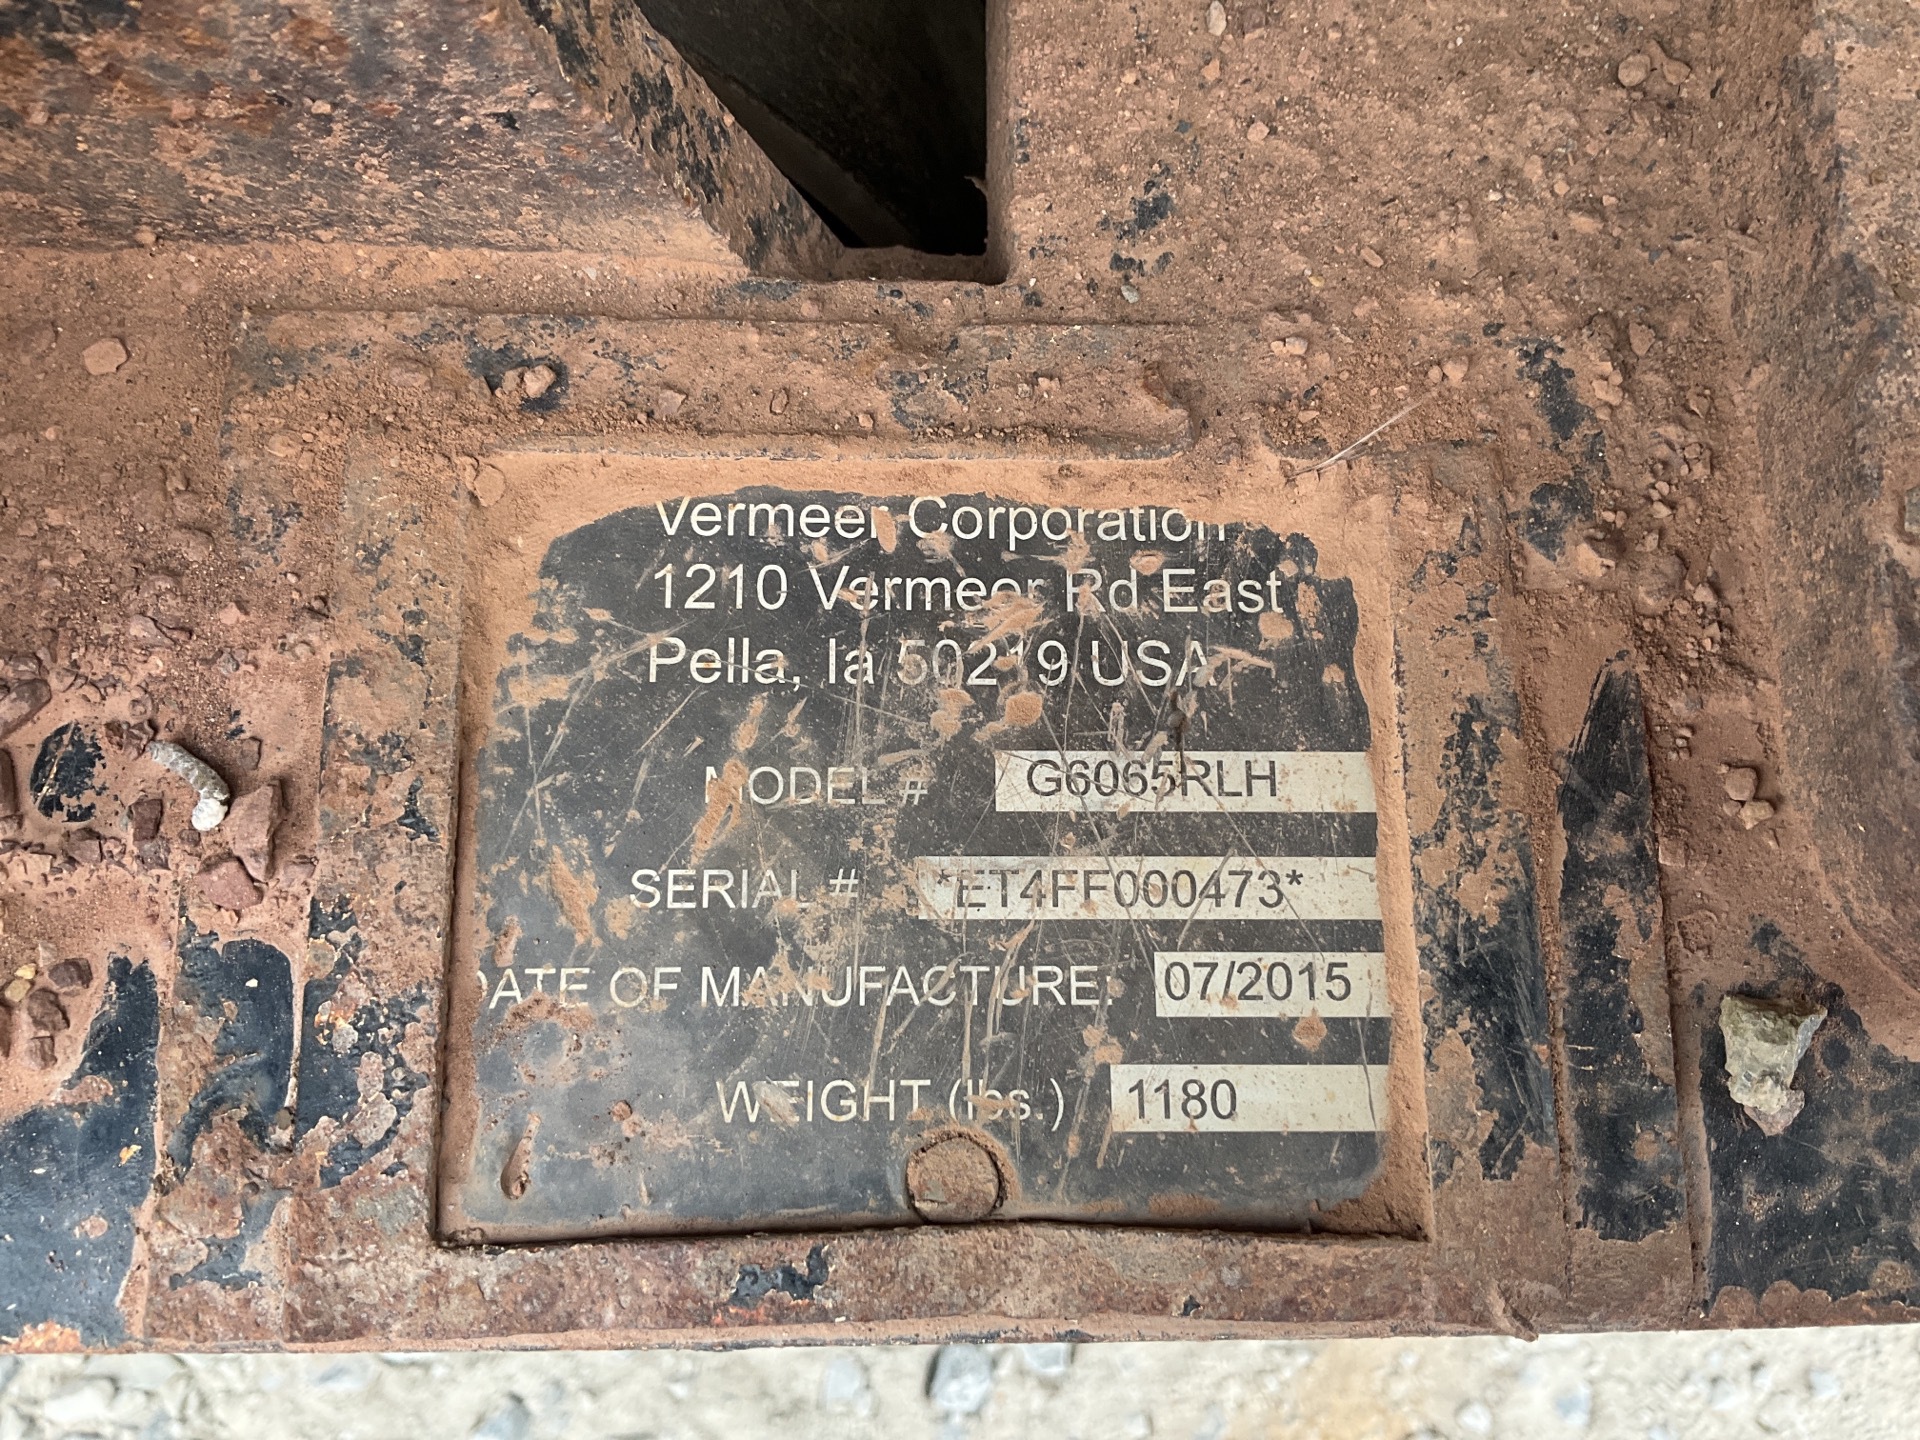 Vermeer Corporation
1210 Vermeer Rd East
Pella, Ia 50219 USA
MODEL # G6065RLH
SERIAL # *ET4FF000473*
DATE OF MANUFACTURE: 07/2015
WEIGHT (lbs.) 1180